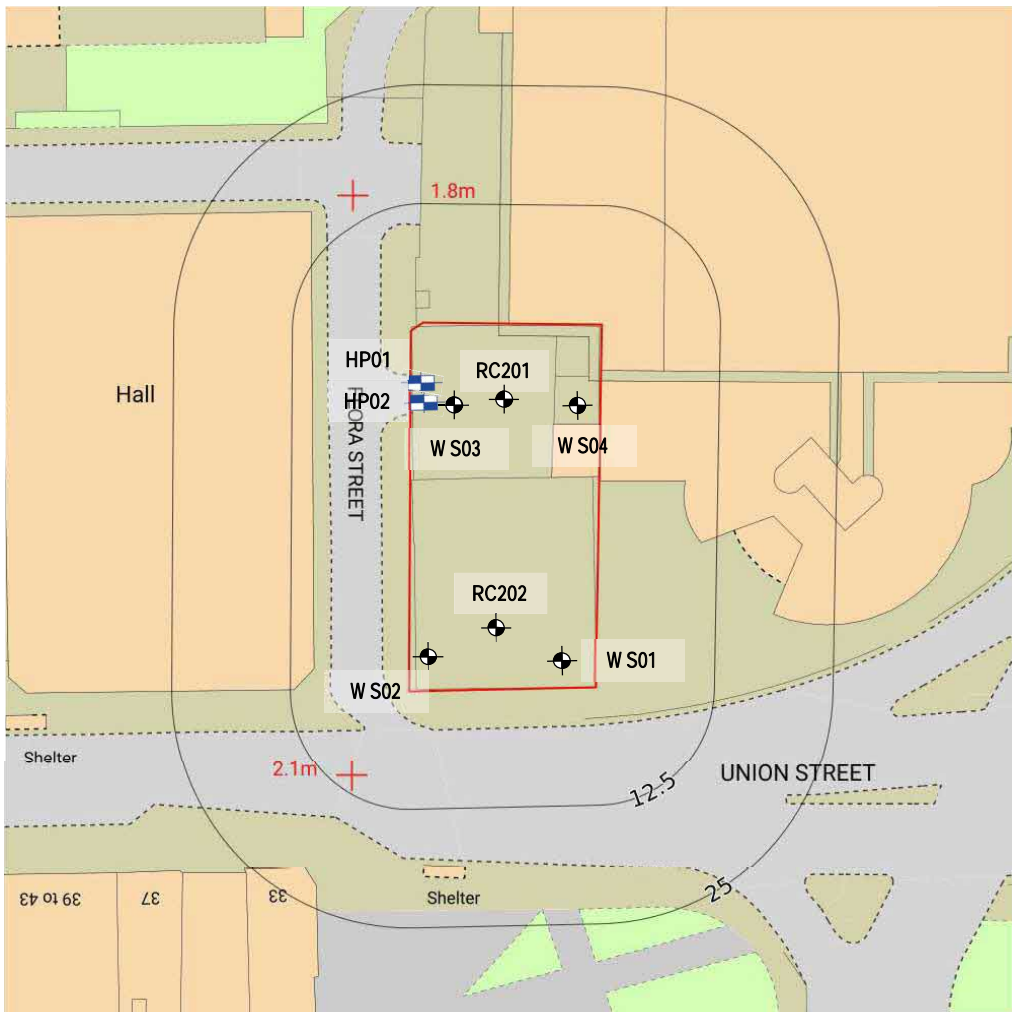 1.8m
HP01
RC201
Hall
HP02
W S03
W S04
STREET
RC202
W S01
W S02
2.1m
Shelter
UNION STREET
12.5
25
39 to 43
37
33
Shelter